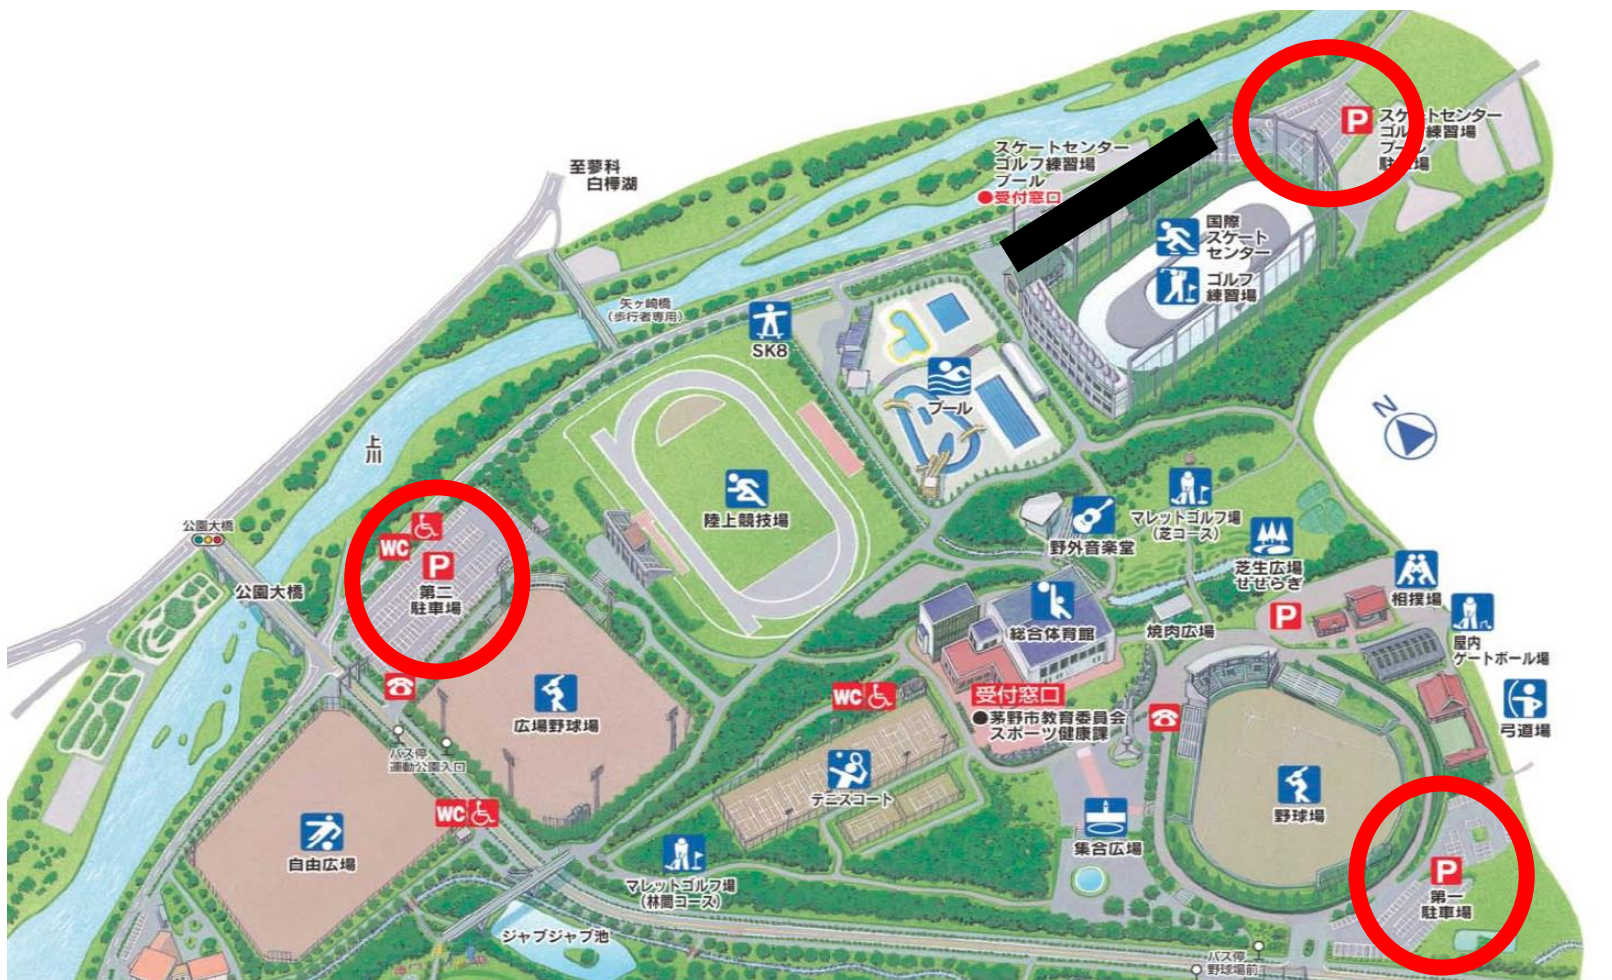 スケートセンター
ゴルフ練習場
プール
駐車場
スケートセンター
ゴルフ練習場
プール
●受付窓口
至蓼科
白樺湖
国際
スケート
センター
ゴルフ
練習場
矢ヶ崎橋
(歩行者専用)
SK8
プール
N
上川
陸上競技場
マレットゴルフ場
(芝コース)
野外音楽堂
芝生広場
せせらぎ
相撲場
公園大橋
WC
P
第二
駐車場
公園大橋
P
総合体育館
焼肉広場
P
屋内
ゲートボール場
WC
受付窓口
●茅野市教育委員会
スポーツ健康課
弓道場
広場野球場
バス停
運動公園入口
テニスコート
野球場
WC
自由広場
集合広場
マレットゴルフ場
(林間コース)
P
第一
駐車場
ジャブジャブ池
バス停
野球場前